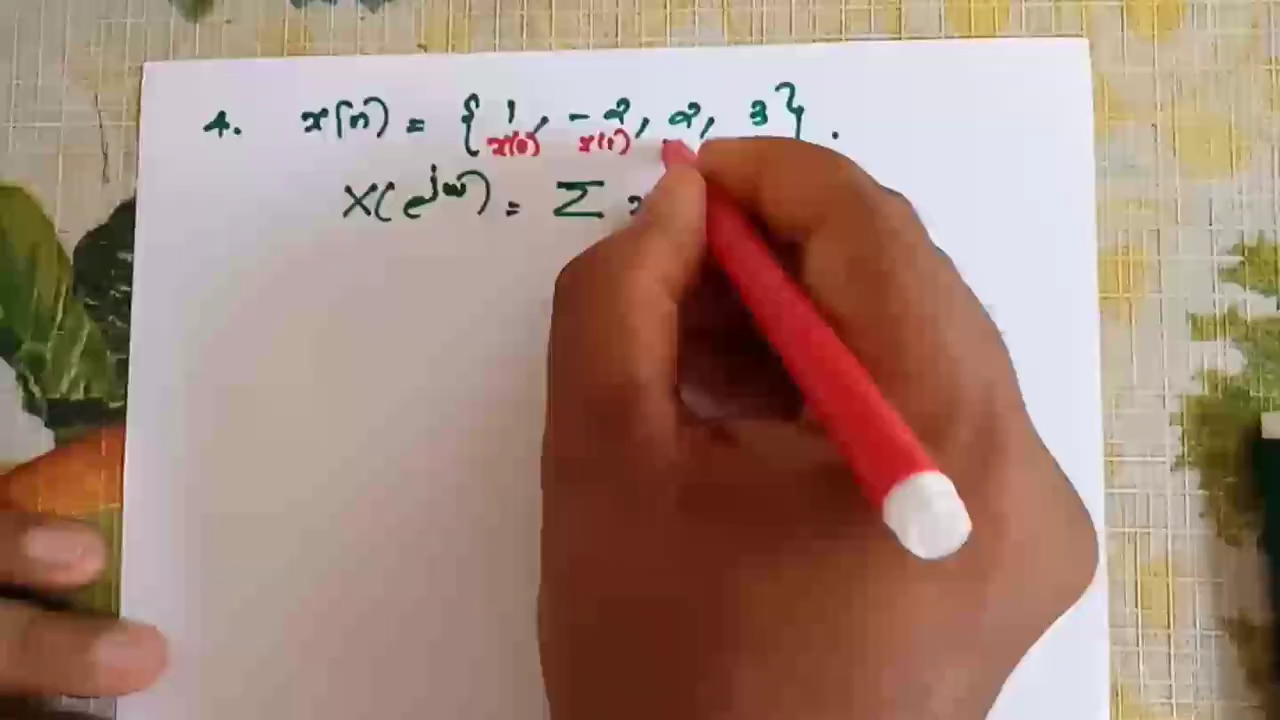 4. x(n) = { 1, -2, 2, 3 }.
x(0) x(1)
X(e^jω) = Σ